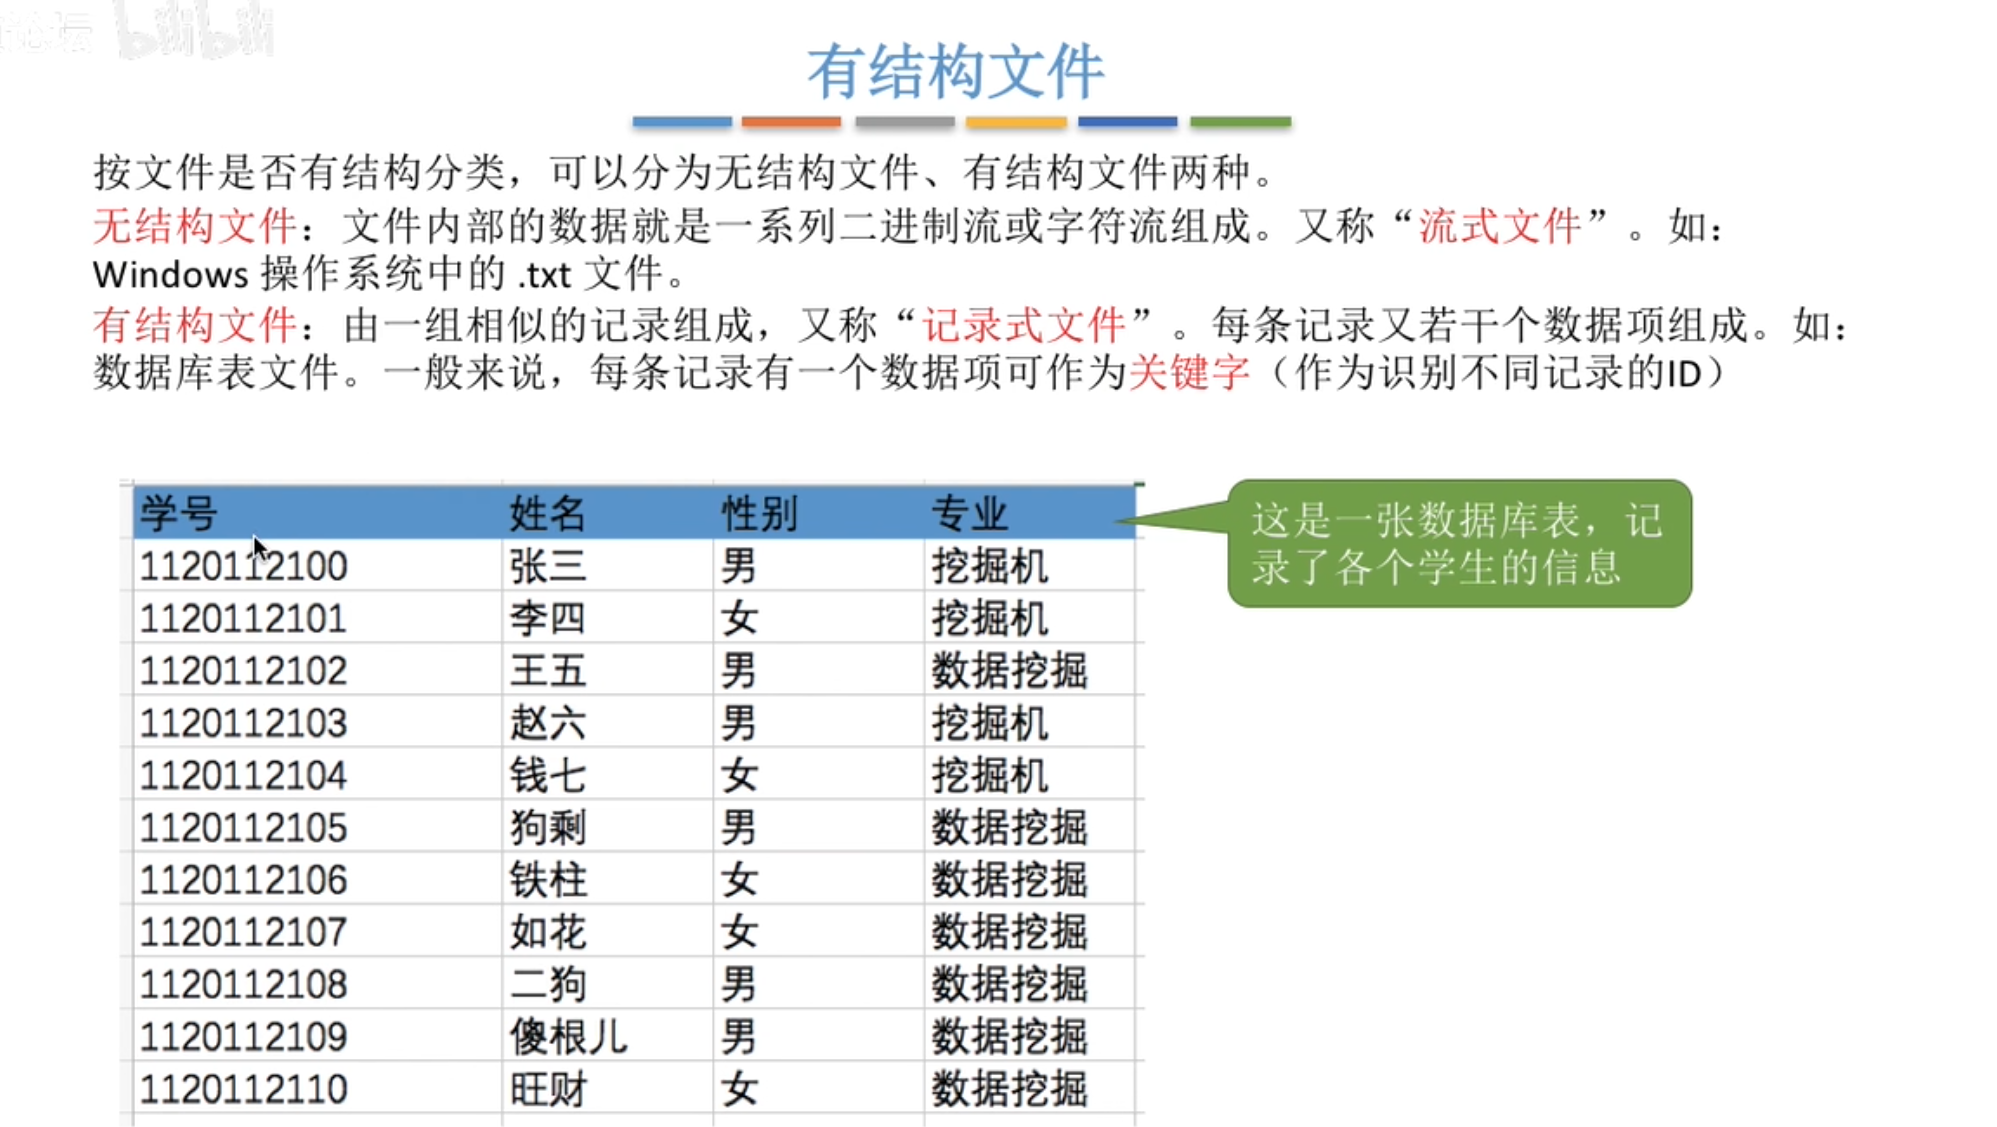 论坛 bilibili
有结构文件
按文件是否有结构分类，可以分为无结构文件、有结构文件两种。
无结构文件：文件内部的数据就是一系列二进制流或字符流组成。又称“流式文件”。如：
Windows 操作系统中的 .txt 文件。
有结构文件：由一组相似的记录组成，又称“记录式文件”。每条记录又若干个数据项组成。如：
数据库表文件。一般来说，每条记录有一个数据项可作为关键字（作为识别不同记录的ID）
学号 姓名 性别 专业
1120112100 张三 男 挖掘机
1120112101 李四 女 挖掘机
1120112102 王五 男 数据挖掘
1120112103 赵六 男 挖掘机
1120112104 钱七 女 挖掘机
1120112105 狗剩 男 数据挖掘
1120112106 铁柱 女 数据挖掘
1120112107 如花 女 数据挖掘
1120112108 二狗 男 数据挖掘
1120112109 傻根儿 男 数据挖掘
1120112110 旺财 女 数据挖掘
这是一张数据库表，记
录了各个学生的信息